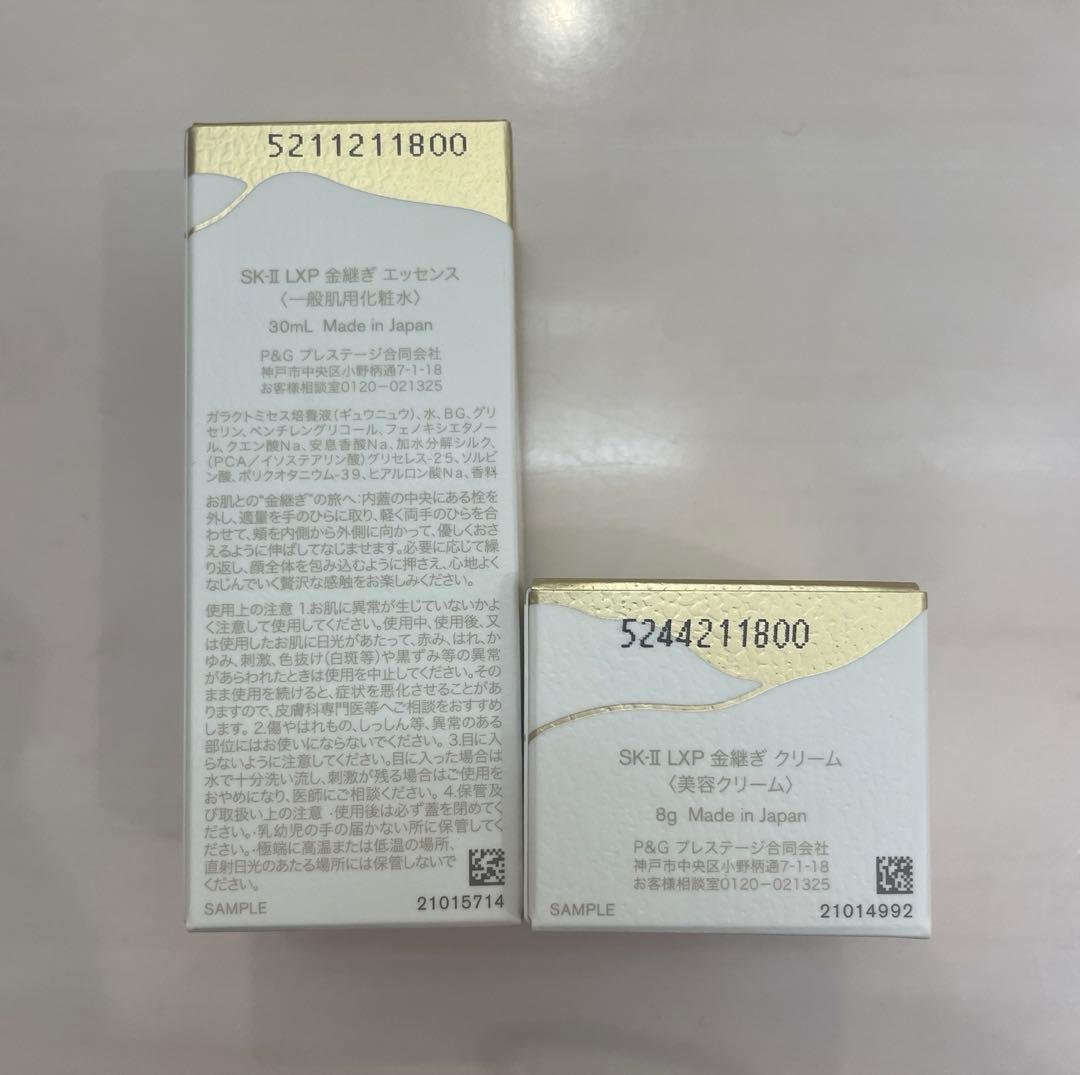 5211211800
SK-II LXP 金継ぎ エッセンス
〈一般肌用化粧水〉
30mL Made in Japan
P&G プレステージ合同会社
神戸市中央区小野柄通7-1-18
お客様相談室0120-021325
ガラクトミセス培養液(ギュウニュウ)、水、BG、グリ
セリン、ペンチレングリコール、フェノキシエタノー
ル、クエン酸Na、安息香酸Na、加水分解シルク、
(PCA/イソステアリン酸)グリセレス-25、ソルビ
ン酸、ポリクオタニウム-39、ヒアルロン酸Na、香料
お肌との“金継ぎ”の旅へ:内蓋の中央にある栓を
外し、適量を手のひらに取り、軽く両手のひらを合
わせて、頬を内側から外側に向かって、優しくおさ
えるように伸ばしてなじませます。必要に応じて繰
り返し、顔全体を包み込むように押さえ、心地よく
なじんでいく贅沢な感触をお楽しみください。
使用上の注意 1.お肌に異常が生じていないかよ
く注意して使用してください。使用中、使用後、又
は使用したお肌に日光があたって、赤み、はれ、か
ゆみ、刺激、色抜け(白斑等)や黒ずみ等の異常
があらわれたときは使用を中止してください。その
まま使用を続けると、症状を悪化させることがあ
りますので、皮膚科専門医等へご相談をおすすめ
します。2.傷やはれもの、しっしん等、異常のある
部位にはお使いにならないでください。3.目に入
らないように注意してください。目に入った場合は
水で十分洗い流し、刺激が残る場合はご使用を
おやめになり、医師にご相談ください。4.保管及
び取扱い上の注意 ・使用後は必ず蓋を閉めてく
ださい。・乳幼児の手の届かない所に保管してく
ださい。・極端に高温または低温の場所、
直射日光のあたる場所には保管しないで
ください。
SAMPLE
21015714
5244211800
SK-II LXP 金継ぎ クリーム
〈美容クリーム〉
8g Made in Japan
P&G プレステージ合同会社
神戸市中央区小野柄通7-1-18
お客様相談室0120-021325
SAMPLE
21014992